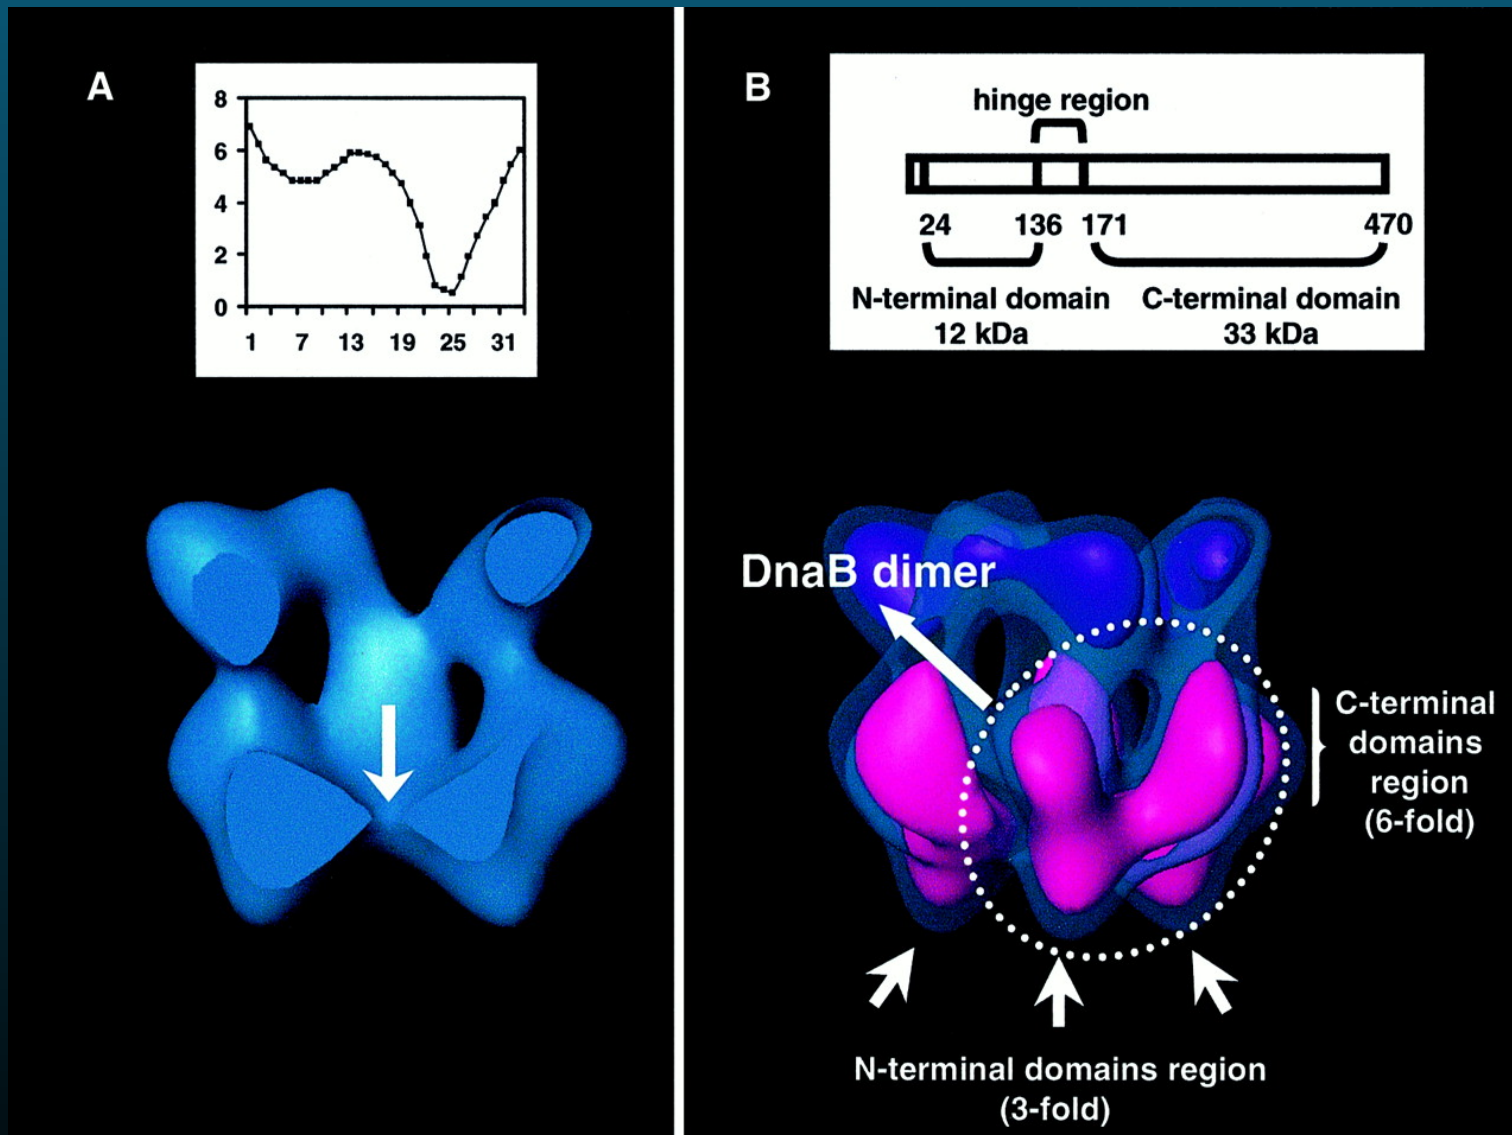 A
8
6
4
2
0
1 7 13 19 25 31
B
hinge region
24 136 171 470
N-terminal domain C-terminal domain
12 kDa 33 kDa
DnaB dimer
C-terminal
domains
region
(6-fold)
N-terminal domains region
(3-fold)